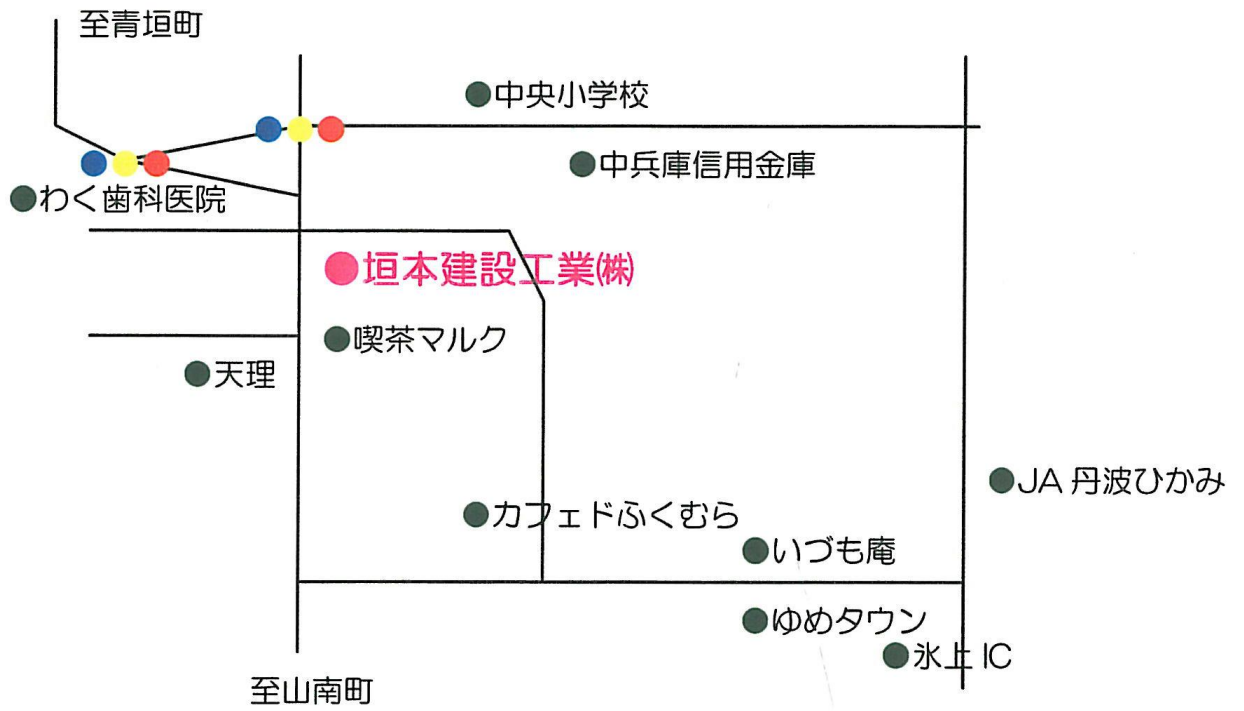 至青垣町
中央小学校
中兵庫信用金庫
わく歯科医院
垣本建設工業㈱
喫茶マルク
天理
JA 丹波ひかみ
カフェドふくむら
いづも庵
ゆめタウン
氷上 IC
至山南町